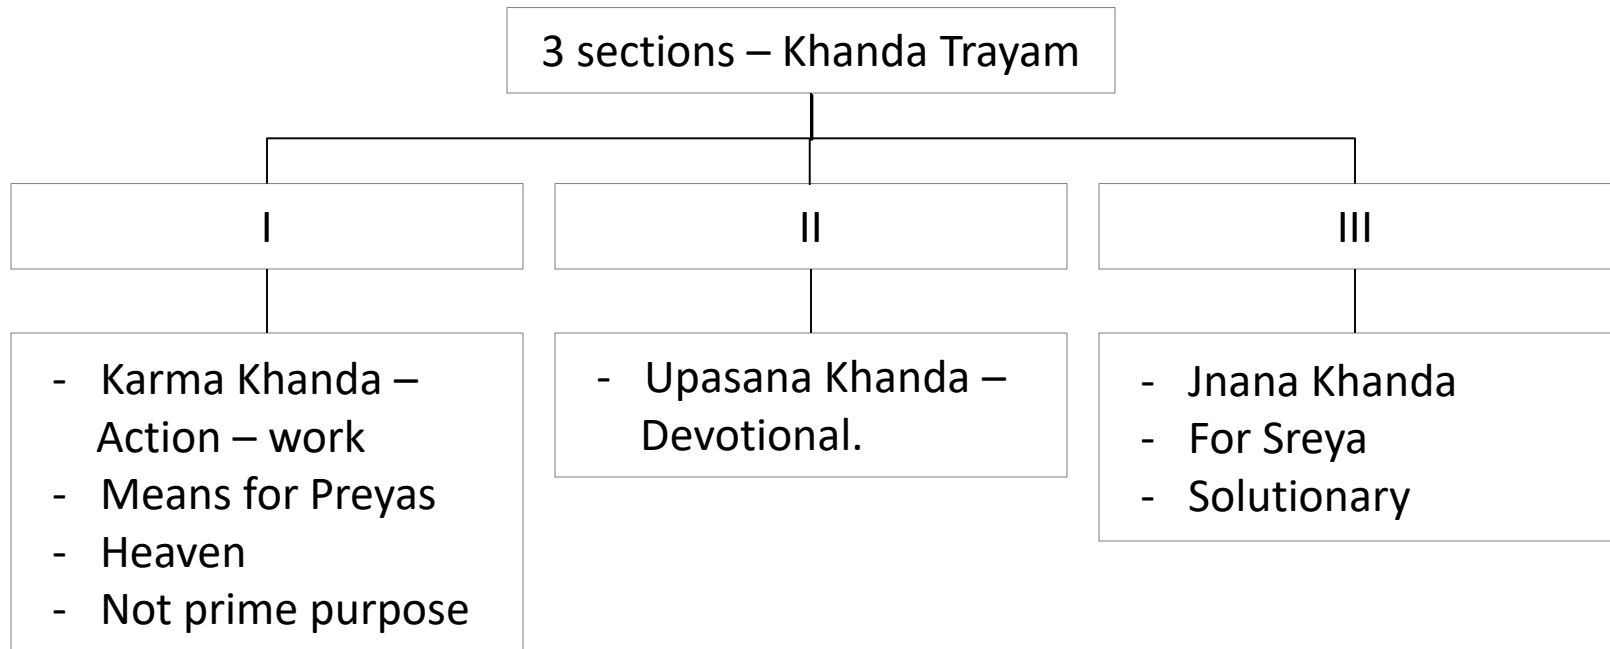 3 sections – Khanda Trayam
I
II
III
- Karma Khanda –
Action – work
- Means for Preyas
- Heaven
- Not prime purpose
- Upasana Khanda –
Devotional.
- Jnana Khanda
- For Sreya
- Solutionary